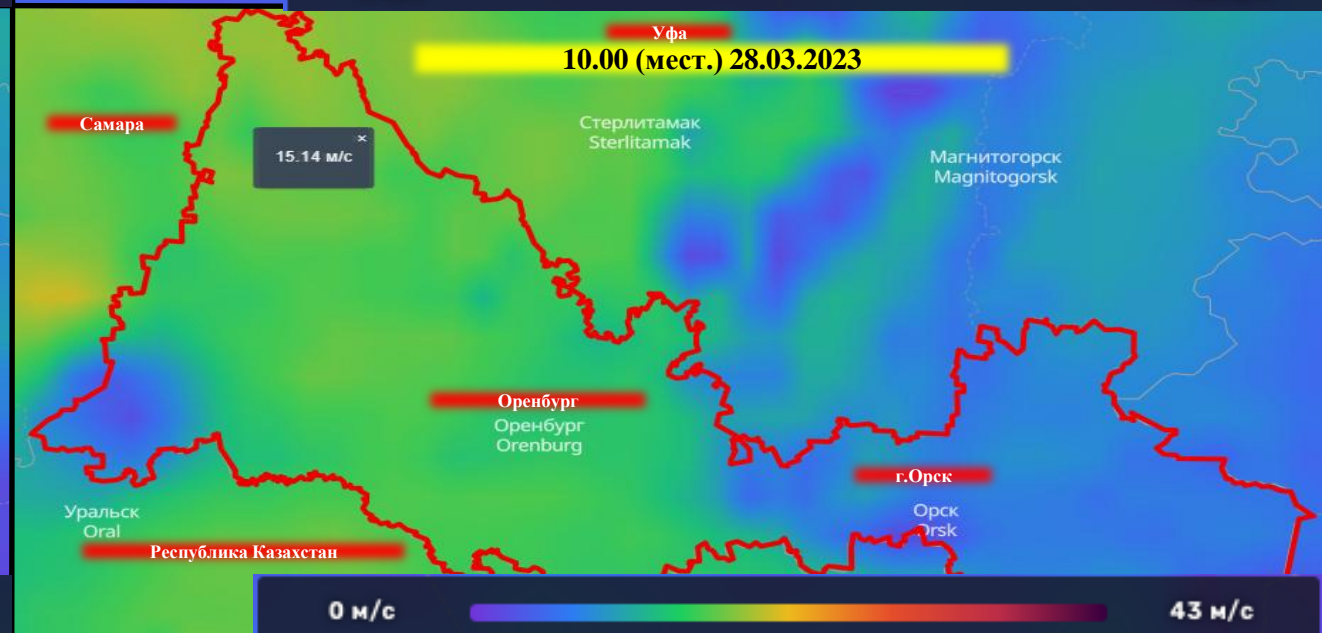 Уфа
10.00 (мест.) 28.03.2023
Самара
Стерлитамак
Sterlitamak
×
15.14 м/с
Магнитогорск
Magnitogorsk
Оренбург
Оренбург
Orenburg
г.Орск
Орск
Orsk
Уральск
Oral
Республика Казахстан
0 м/с
43 м/с